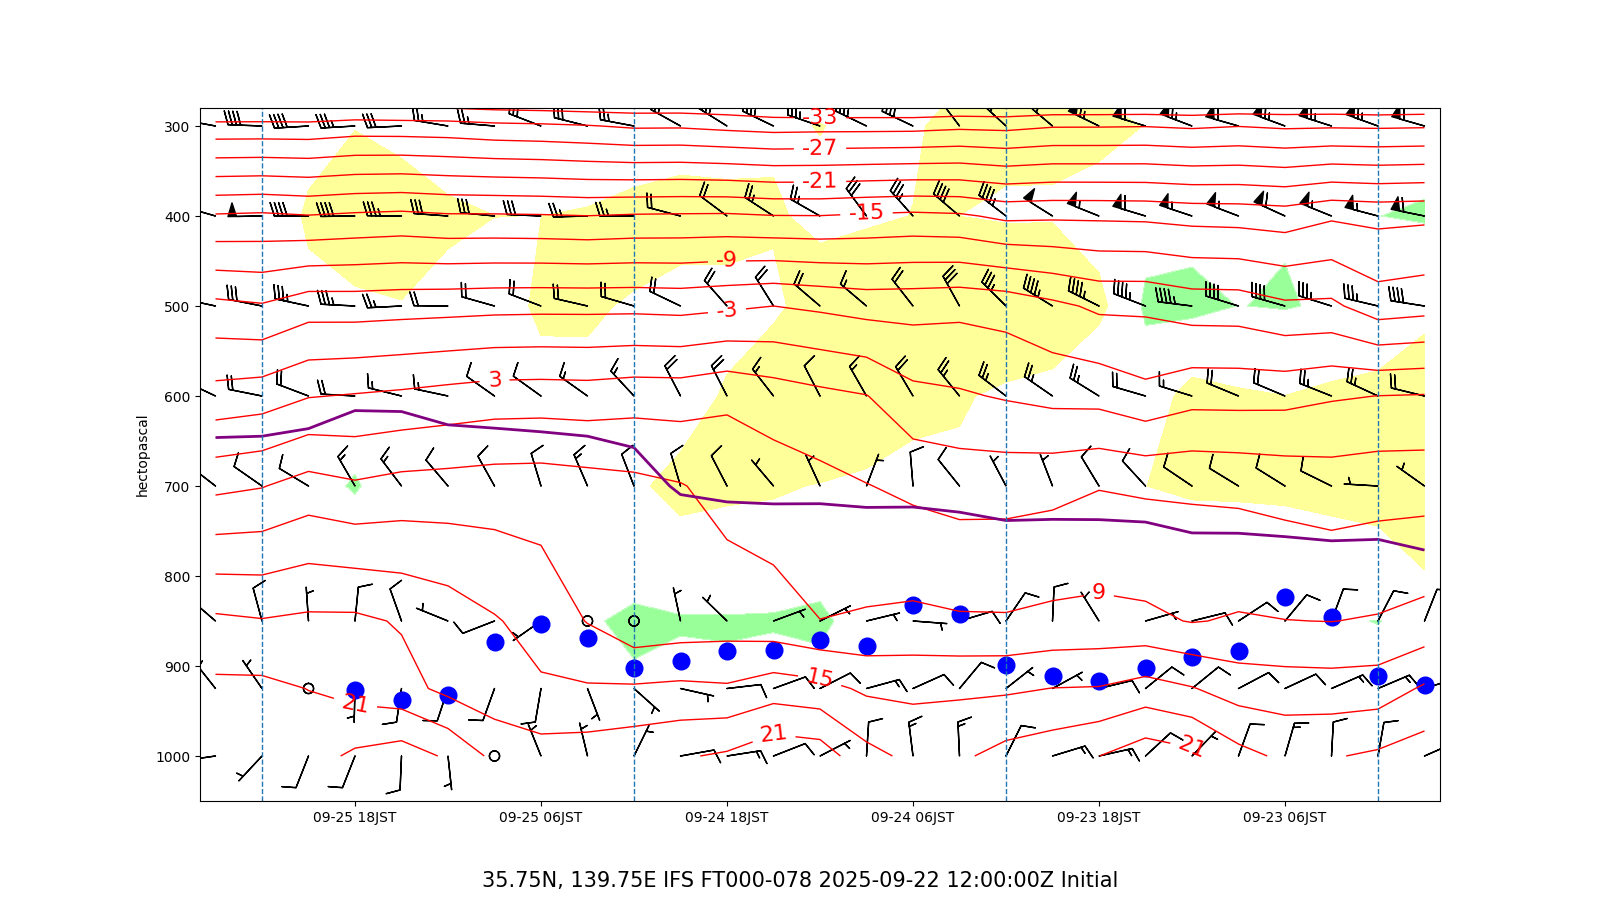 -33
300
-27
-21
400
-15
-9
500
-3
3
600
hectopascal
700
800
9
900
15
21
21
21
1000
09-25 18JST
09-25 06JST
09-24 18JST
09-24 06JST
09-23 18JST
09-23 06JST
35.75N, 139.75E IFS FT000-078 2025-09-22 12:00:00Z Initial